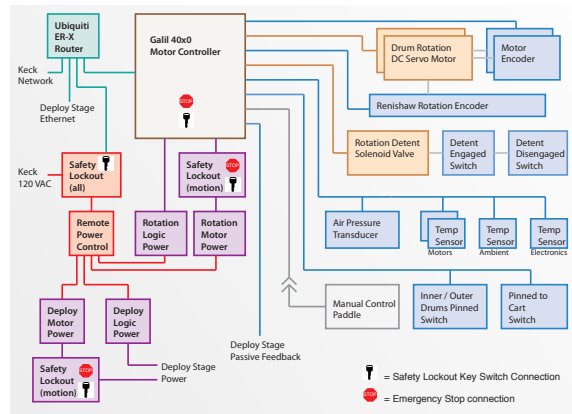 Ubiquiti
ER-X
Router
Galil 40x0
Motor Controller
STOP
Drum Rotation
DC Servo Motor
Motor
Encoder
Keck
Network
Deploy Stage
Ethernet
Renishaw Rotation Encoder
Rotation Detent
Solenoid Valve
Detent
Engaged
Switch
Detent
Disengaged
Switch
Keck
120 VAC
Safety
Lockout
(all)
Safety
Lockout
(motion)
STOP
Remote
Power
Control
Rotation
Logic
Power
Rotation
Motor
Power
Air Pressure
Transducer
Temp
Sensor
Motors
Temp
Sensor
Ambient
Temp
Sensor
Electronics
Deploy
Motor
Power
Deploy
Logic
Power
Manual Control
Paddle
Inner / Outer
Drums Pinned
Switch
Pinned to
Cart
Switch
Deploy Stage
Passive Feedback
Safety
Lockout
(motion)
STOP
Deploy Stage
Power
= Safety Lockout Key Switch Connection
STOP
= Emergency Stop connection